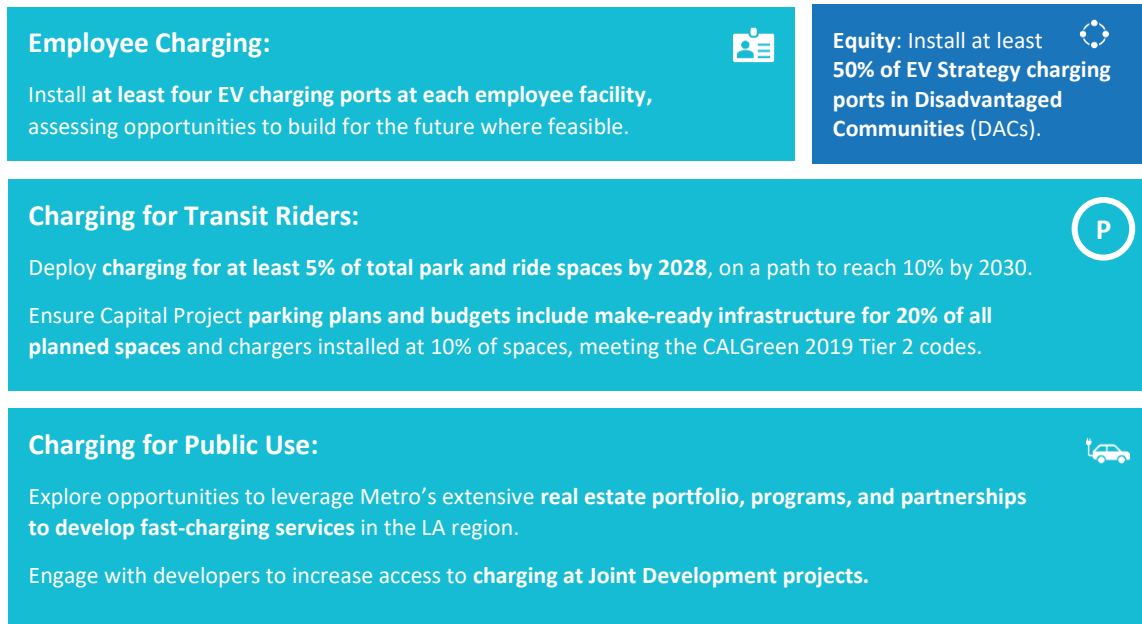 Employee Charging:
Install at least four EV charging ports at each employee facility,
assessing opportunities to build for the future where feasible.
Equity: Install at least
50% of EV Strategy charging
ports in Disadvantaged
Communities (DACs).
Charging for Transit Riders:
P
Deploy charging for at least 5% of total park and ride spaces by 2028, on a path to reach 10% by 2030.
Ensure Capital Project parking plans and budgets include make-ready infrastructure for 20% of all
planned spaces and chargers installed at 10% of spaces, meeting the CALGreen 2019 Tier 2 codes.
Charging for Public Use:
Explore opportunities to leverage Metro’s extensive real estate portfolio, programs, and partnerships
to develop fast-charging services in the LA region.
Engage with developers to increase access to charging at Joint Development projects.